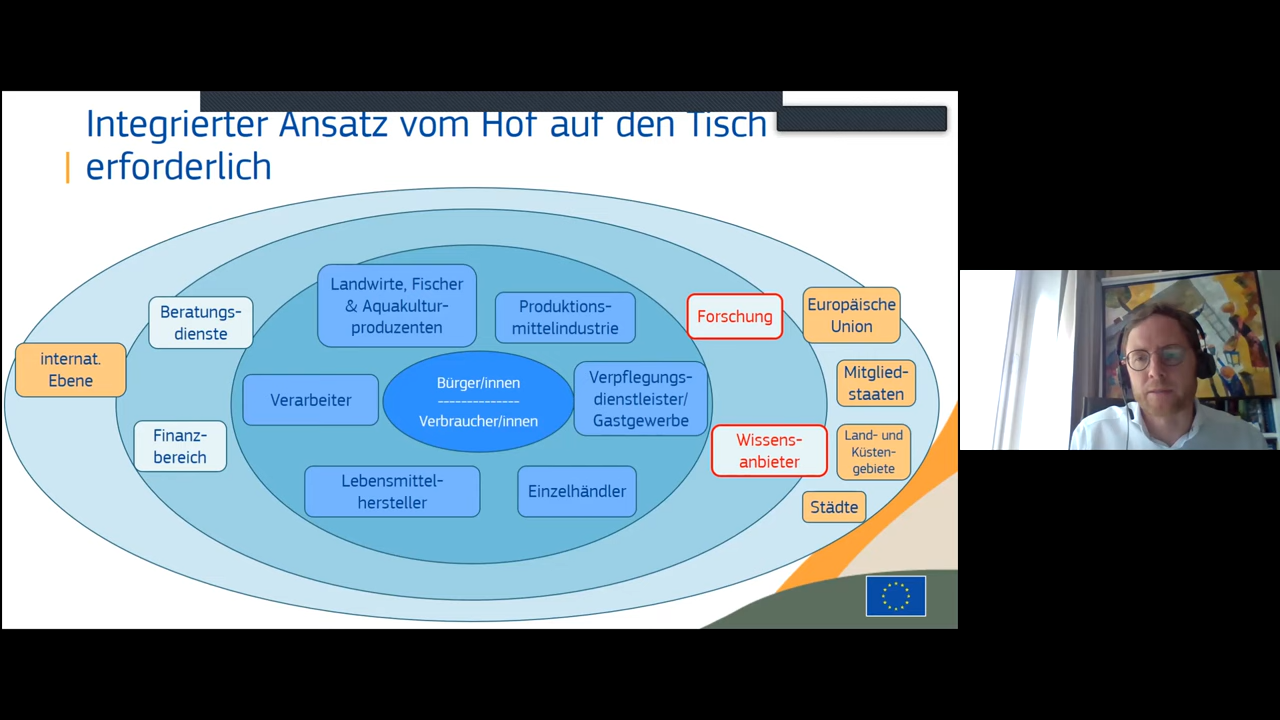 Integrierter Ansatz vom Hof auf den Tisch
erforderlich
Landwirte, Fischer
& Aquakultur-
produzenten
Produktions-
mittelindustrie
Beratungs-
dienste
Forschung
Europäische
Union
internat.
Ebene
Verarbeiter
Bürger/innen
--------------
Verbraucher/innen
Verpflegungs-
dienstleister/
Gastgewerbe
Mitglied-
staaten
Finanz-
bereich
Wissens-
anbieter
Land- und
Küsten-
gebiete
Lebensmittel-
hersteller
Einzelhändler
Städte